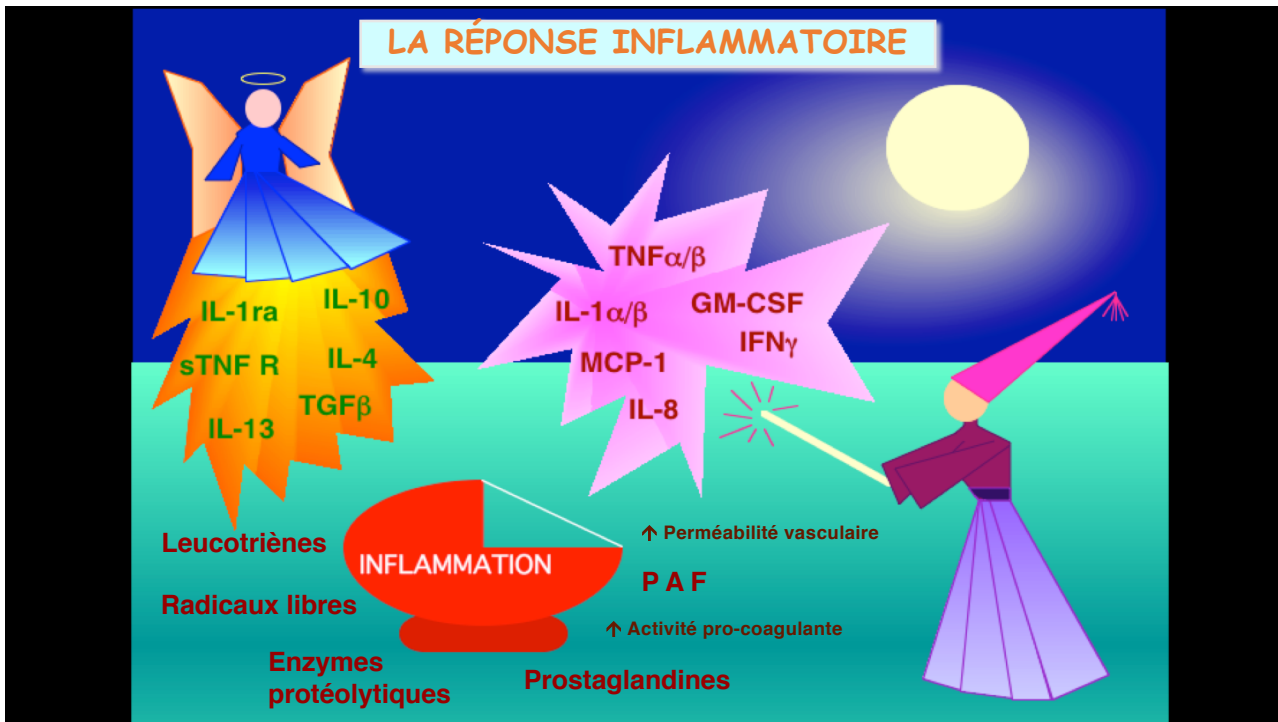 LA RÉPONSE INFLAMMATOIRE
IL-1ra
IL-10
sTNF R
IL-4
TGFβ
IL-13
TNFα/β
IL-1α/β
GM-CSF
IFNγ
MCP-1
IL-8
Leucotriènes
INFLAMMATION
↑ Perméabilité vasculaire
P A F
Radicaux libres
↑ Activité pro-coagulante
Enzymes
protéolytiques
Prostaglandines